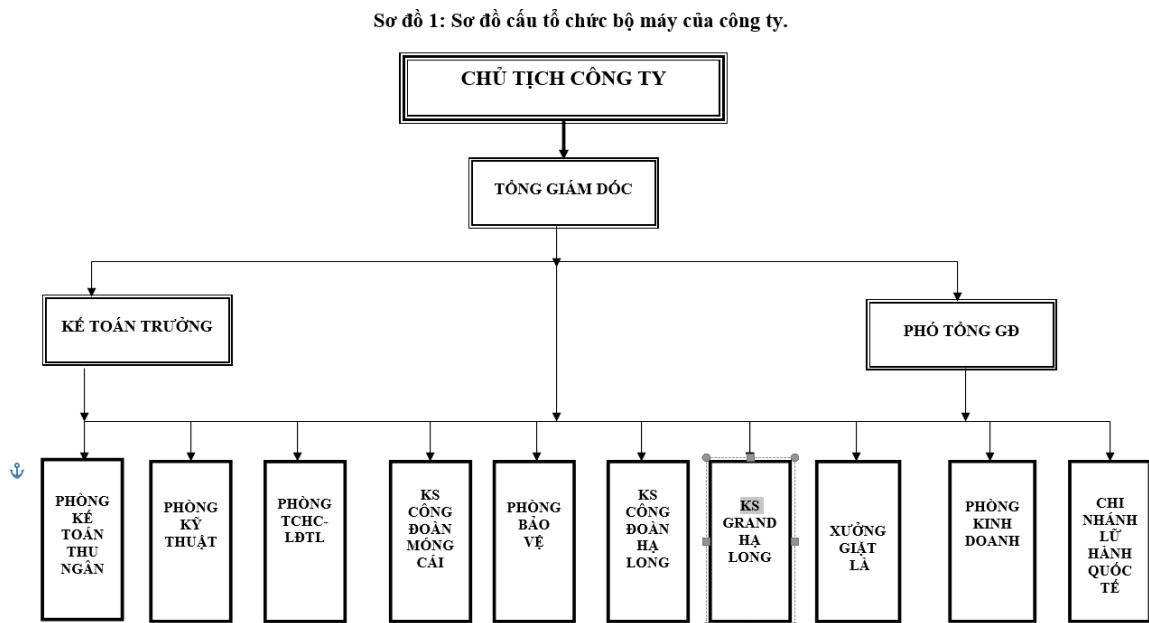 Sơ đồ 1: Sơ đồ cấu tổ chức bộ máy của công ty.
CHỦ TỊCH CÔNG TY
TỔNG GIÁM DỐC
KẾ TOÁN TRƯỞNG
PHÓ TỔNG GĐ
PHÒNG
KẾ
TOÁN
THU
NGÂN
PHÒNG
KỸ
THUẬT
PHÒNG
TCHC-
LĐTL
KS
CÔNG
ĐOÀN
MÓNG
CÁI
PHÒNG
BẢO
VỆ
KS
CÔNG
ĐOÀN
HẠ
LONG
KS
GRAND
HẠ
LONG
XƯỞNG
GIẶT
LÀ
PHÒNG
KINH
DOANH
CHI
NHÁNH
LỮ
HÀNH
QUỐC
TẾ